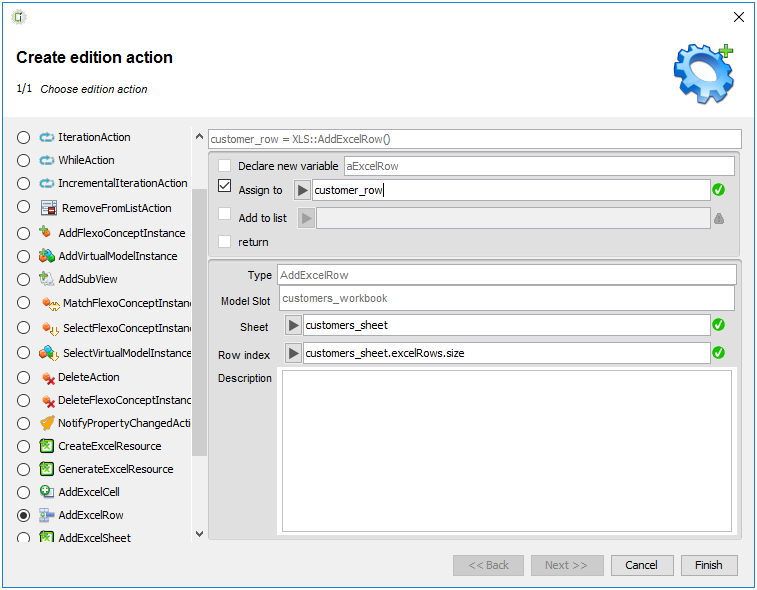 Create edition action
1/1 Choose edition action
IterationAction
WhileAction
IncrementalIterationAction
RemoveFromListAction
AddFlexoConceptInstance
AddVirtualModelInstance
AddSubView
MatchFlexoConceptInstanc
SelectFlexoConceptInstan
SelectVirtualModelInstance
DeleteAction
DeleteFlexoConceptInstanc
NotifyPropertyChangedActi
CreateExcelResource
GenerateExcelResource
AddExcelCell
AddExcelRow
AddExcelSheet
customer_row = XLS::AddExcelRow()
Declare new variable aExcelRow
Assign to customer_row
Add to list
return
Type AddExcelRow
Model Slot customers_workbook
Sheet customers_sheet
Row index customers_sheet.excelRows.size
Description
<< Back Next >> Cancel Finish